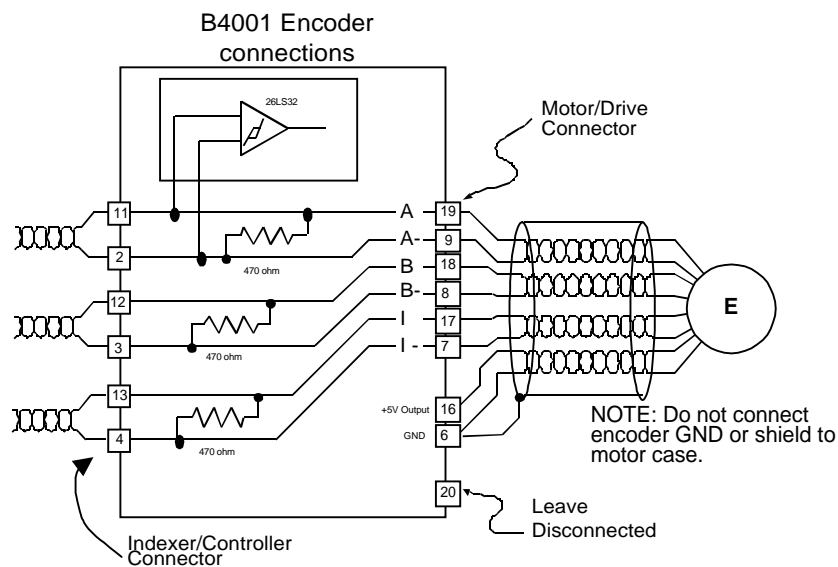 B4001 Encoder
connections
26LS32
Motor/Drive
Connector
11
A
19
2
470 ohm
A-
9
12
B
18
3
470 ohm
B-
8
I
17
I -
7
13
4
470 ohm
+5V Output
16
GND
6
20
E
NOTE: Do not connect
encoder GND or shield to
motor case.
Leave
Disconnected
Indexer/Controller
Connector